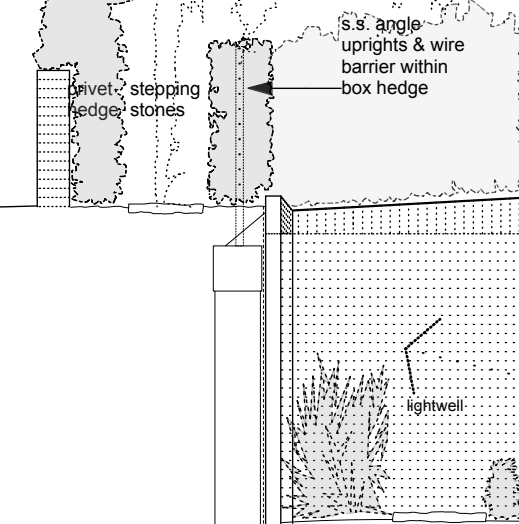 s.s. angle
uprights & wire
barrier within
box hedge
privet
hedge
stepping
stones
lightwell